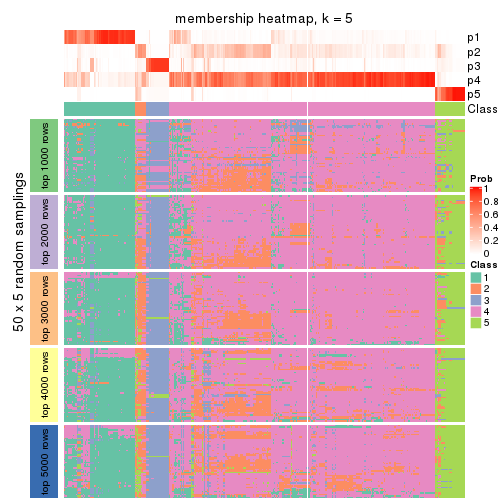 membership heatmap, k = 5
p1
p2
p3
p4
p5
Class
50 x 5 random samplings
top 1000 rows
top 2000 rows
top 3000 rows
top 4000 rows
top 5000 rows
Prob
1
0.8
0.6
0.4
0.2
0
Class
1
2
3
4
5